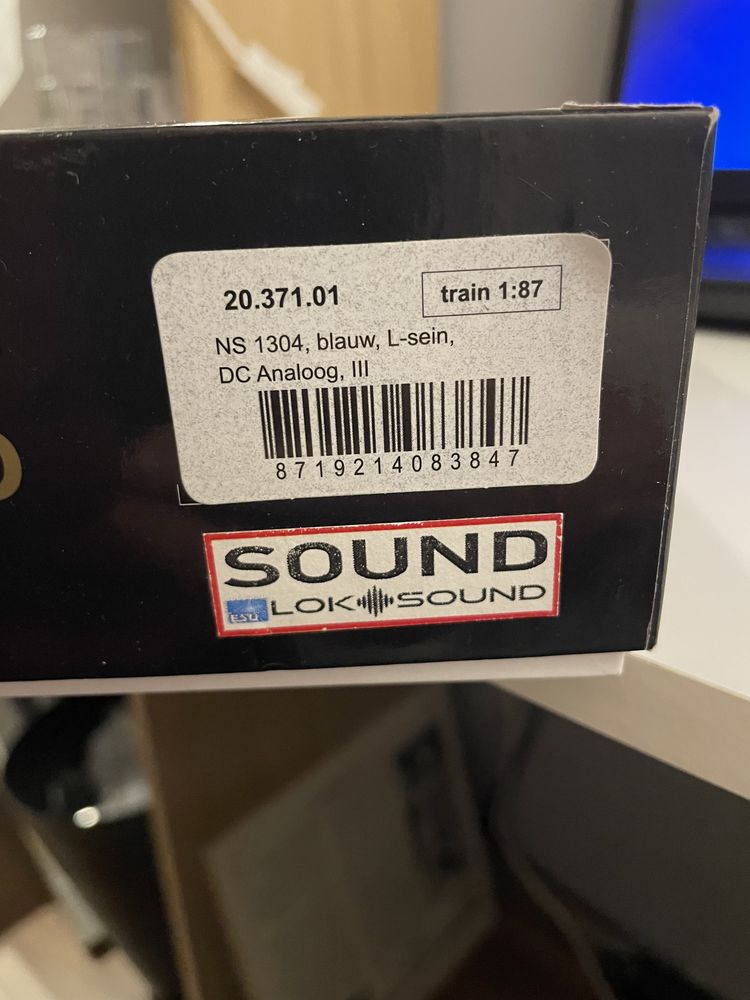 20.371.01
train 1:87
NS 1304, blauw, L-sein,
DC Analoog, III
8719214083847
SOUND
ESU LOK SOUND